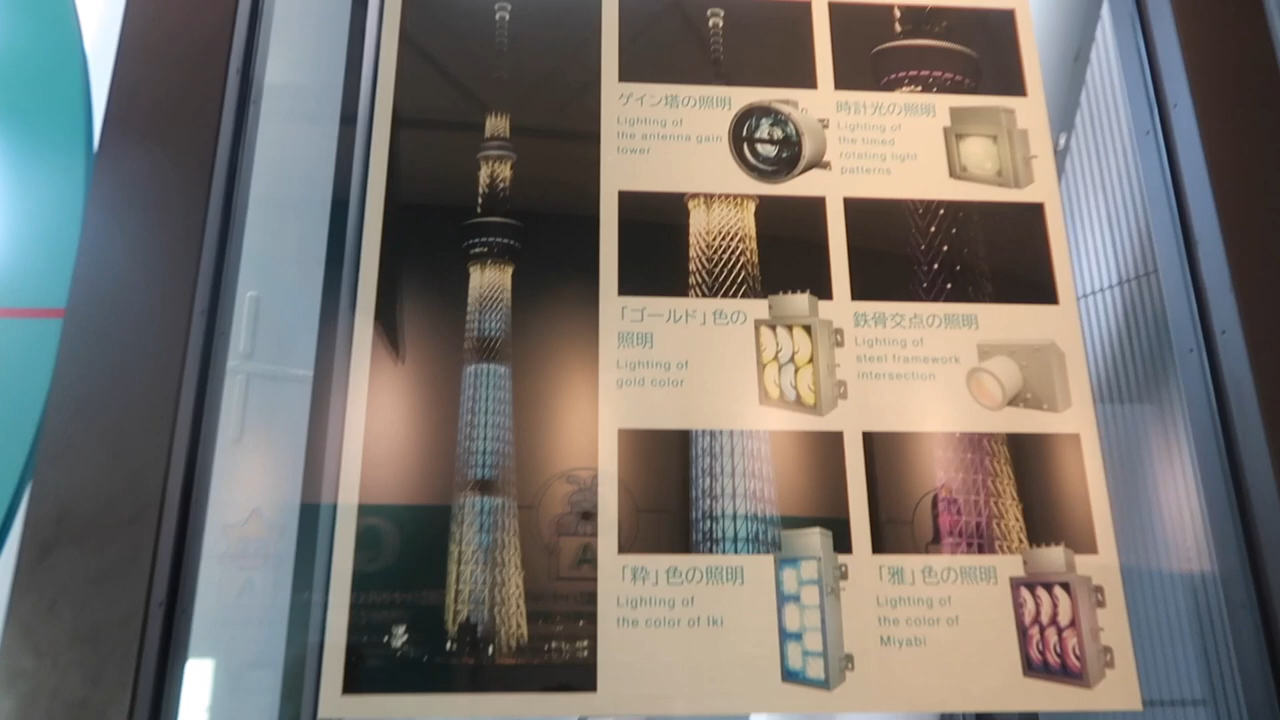 ゲイン塔の照明
Lighting of
the antenna gain
tower
時計光の照明
Lighting of
the timed
rotating light
patterns
「ゴールド」色の
照明
Lighting of
gold color
鉄骨交点の照明
Lighting of
steel framework
intersection
「粋」色の照明
Lighting of
the color of Iki
「雅」色の照明
Lighting of
the color of
Miyabi